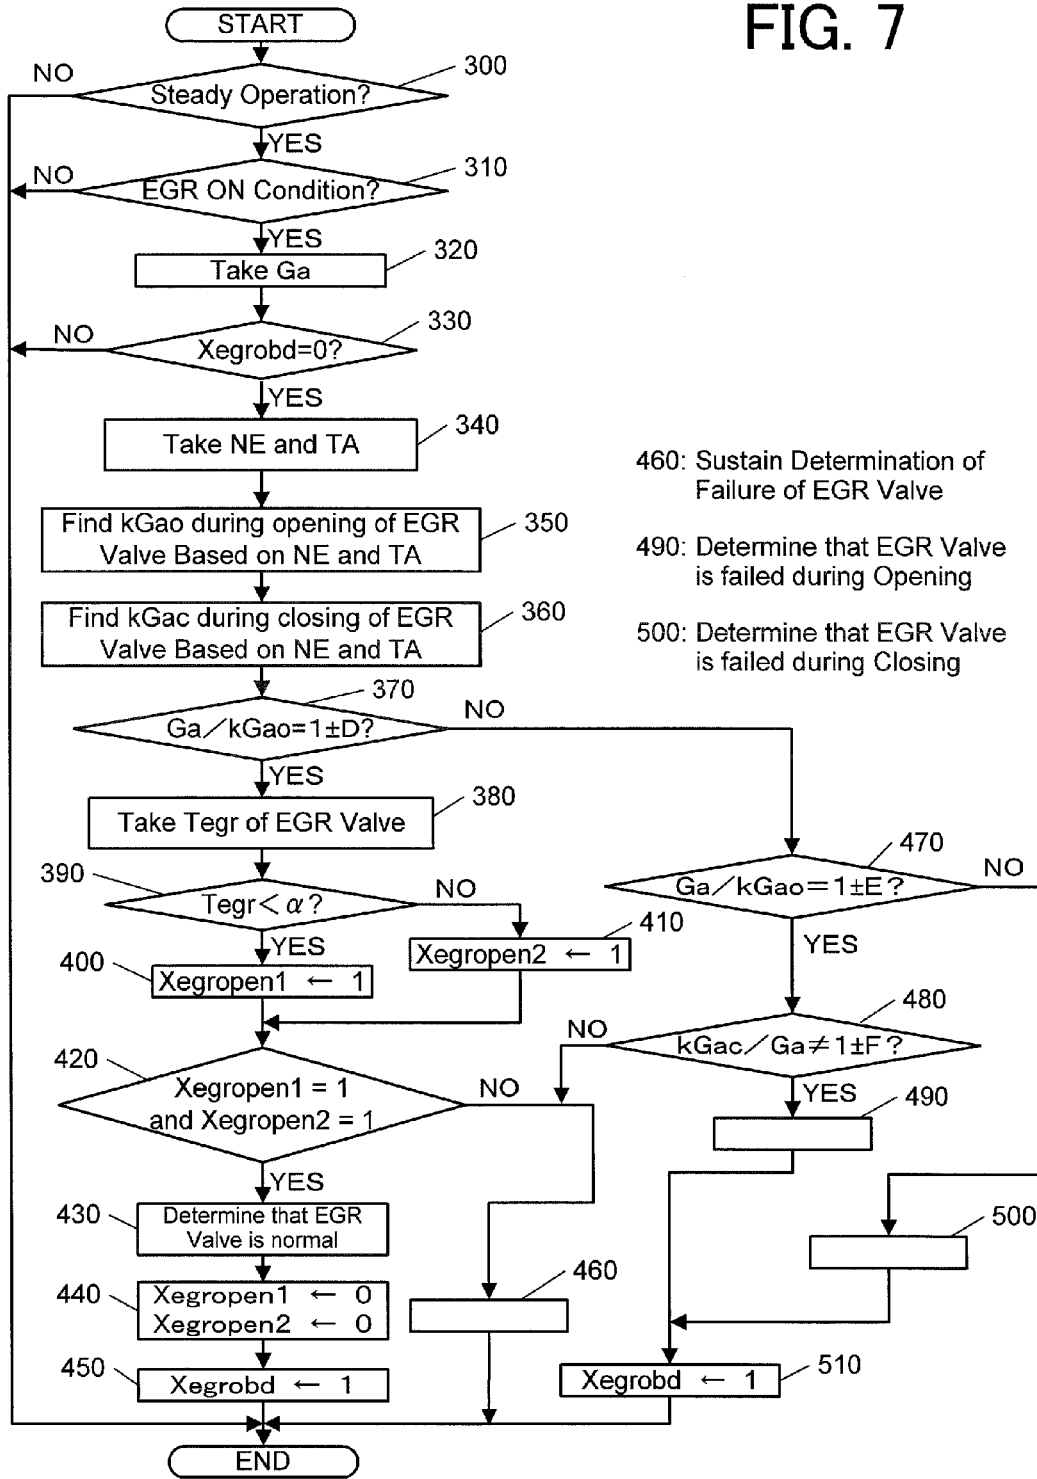 FIG. 7
START
300
NO
Steady Operation?
YES
310
NO
EGR ON Condition?
YES
320
Take Ga
330
NO
Xegrobd=0?
YES
340
Take NE and TA
350
Find kGao during opening of EGR
Valve Based on NE and TA
360
Find kGac during closing of EGR
Valve Based on NE and TA
460: Sustain Determination of
Failure of EGR Valve
490: Determine that EGR Valve
is failed during Opening
500: Determine that EGR Valve
is failed during Closing
370
NO
Ga／kGao=1±D?
YES
380
Take Tegr of EGR Valve
390
NO
Tegr＜α?
YES
400
Xegropen1 ← 1
410
Xegropen2 ← 1
470
NO
Ga／kGao＝1±E?
YES
480
NO
kGac／Ga≠1±F?
YES
490
500
420
Xegropen1 = 1
and Xegropen2 = 1
NO
YES
430
Determine that EGR
Valve is normal
440
Xegropen1 ← 0
Xegropen2 ← 0
460
450
Xegrobd ← 1
510
Xegrobd ← 1
END